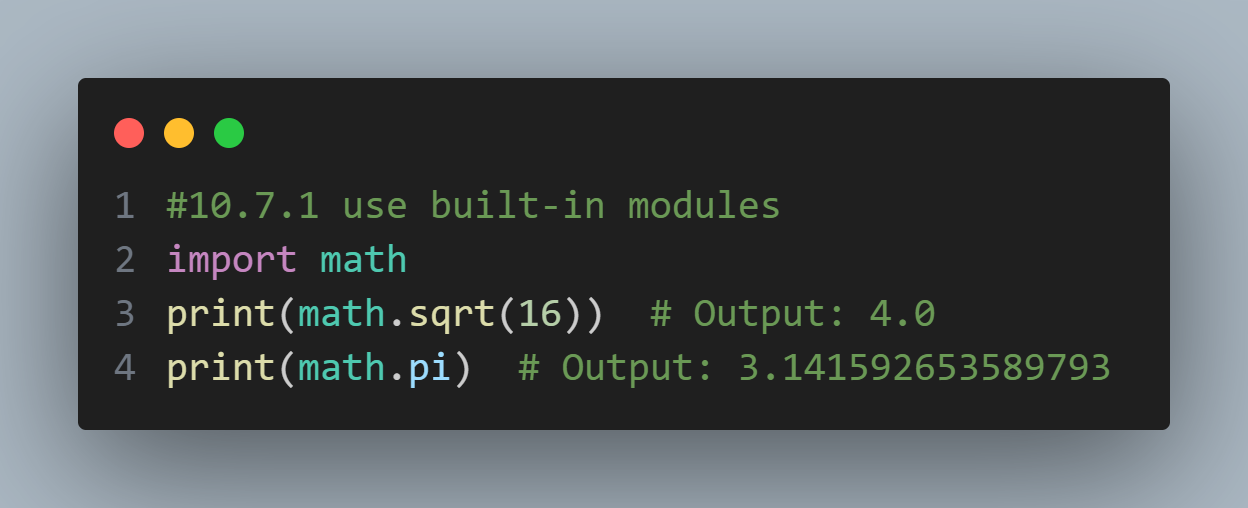 1 #10.7.1 use built-in modules
2 import math
3 print(math.sqrt(16))  # Output: 4.0
4 print(math.pi)  # Output: 3.141592653589793